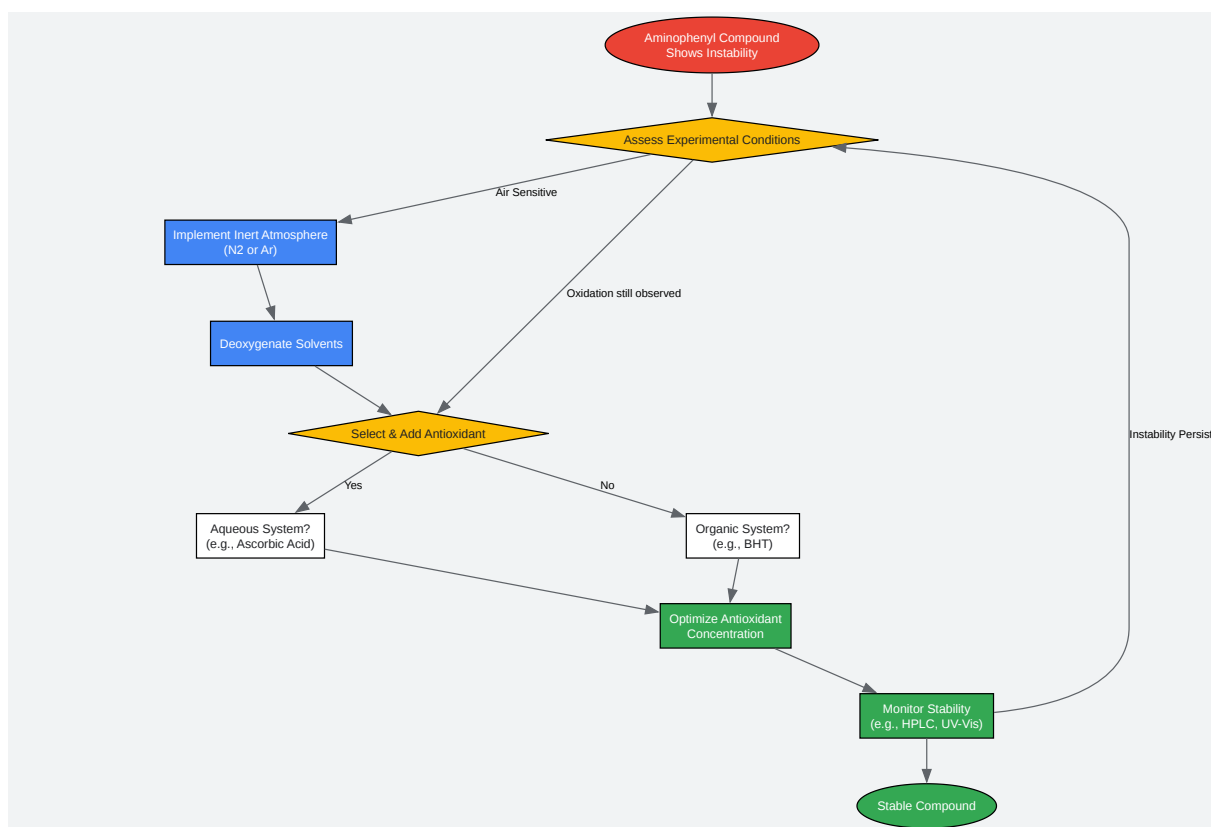 Aminophenyl Compound
Shows Instability
Assess Experimental Conditions
Air Sensitive
Implement Inert Atmosphere
(N2 or Ar)
Oxidation still observed
Deoxygenate Solvents
Select & Add Antioxidant
Instability Persist
Yes
No
Aqueous System?
(e.g., Ascorbic Acid)
Organic System?
(e.g., BHT)
Optimize Antioxidant
Concentration
Monitor Stability
(e.g., HPLC, UV-Vis)
Stable Compound